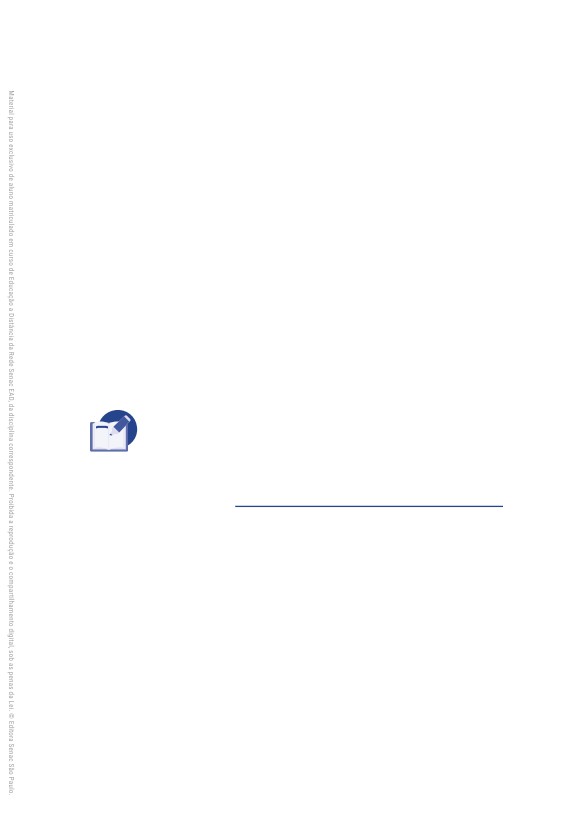 Material para uso exclusivo de aluno matriculado em curso de Educação a Distância da Rede Senac EAD, da disciplina correspondente. Proibida a reprodução e o compartilhamento digital, sob as penas da Lei. © Editora Senac São Paulo.